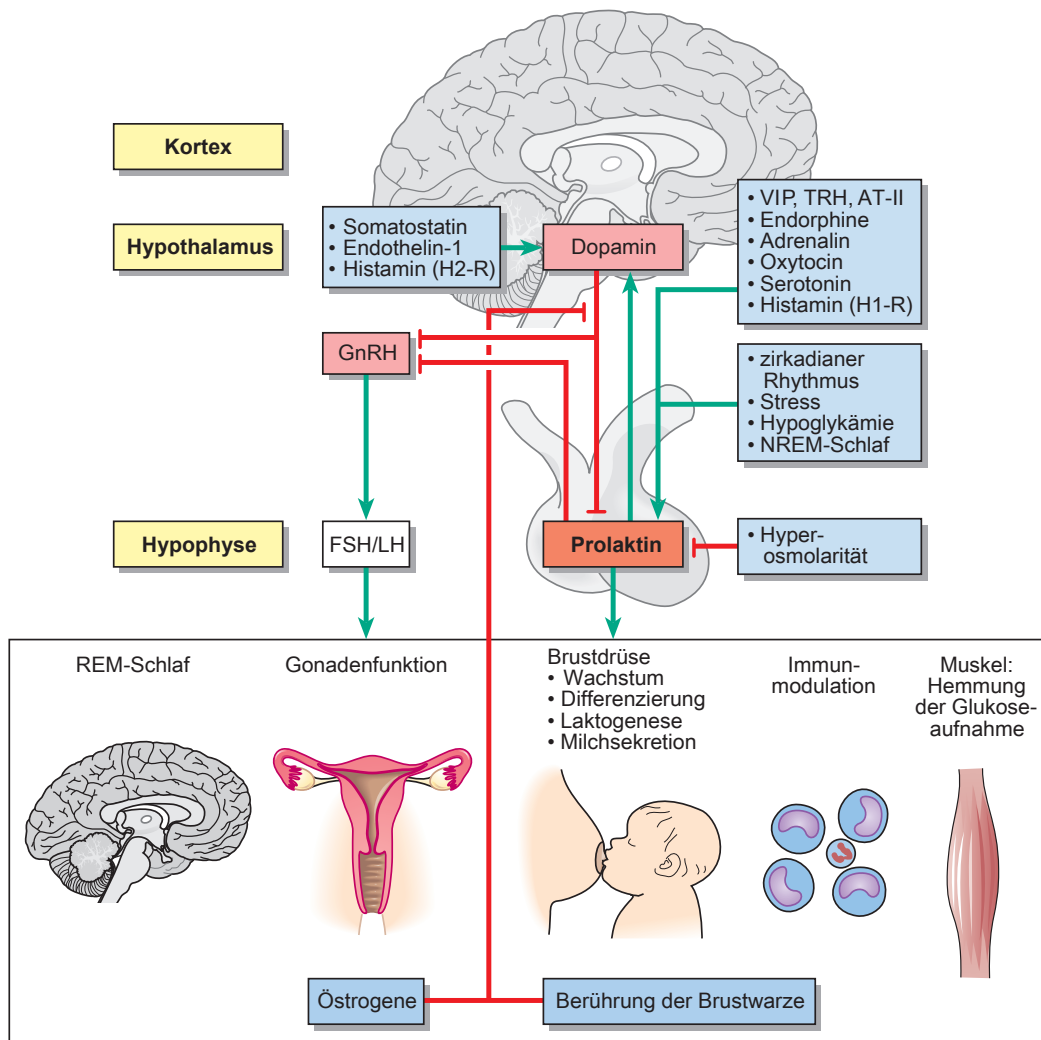 Kortex
Hypothalamus
• Somatostatin
• Endothelin-1
• Histamin (H2-R)
Dopamin
• VIP, TRH, AT-II
• Endorphine
• Adrenalin
• Oxytocin
• Serotonin
• Histamin (H1-R)
GnRH
• zirkadianer
Rhythmus
• Stress
• Hypoglykämie
• NREM-Schlaf
Hypophyse
FSH/LH
Prolaktin
• Hyper-
osmolarität
REM-Schlaf
Gonadenfunktion
Brustdrüse
• Wachstum
• Differenzierung
• Laktogenese
• Milchsekretion
Immun-
modulation
Muskel:
Hemmung
der Glukose-
aufnahme
Östrogene
Berührung der Brustwarze